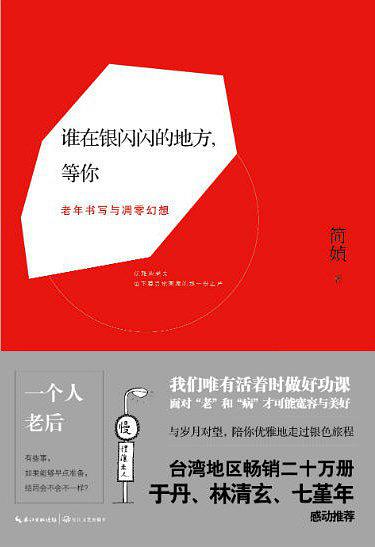 谁在银闪闪的地方，
等你
老年书写与凋零幻想
简媜
著
一个人
老后
有些事，
如果能够早点准备，
结局会不会不一样？
慢
我们唯有活着时做好功课
面对“老”和“病”才可能宽容与美好
与岁月对望，陪你优雅地走过银色旅程
台湾地区畅销二十万册
于丹、林清玄、七堇年
感动推荐